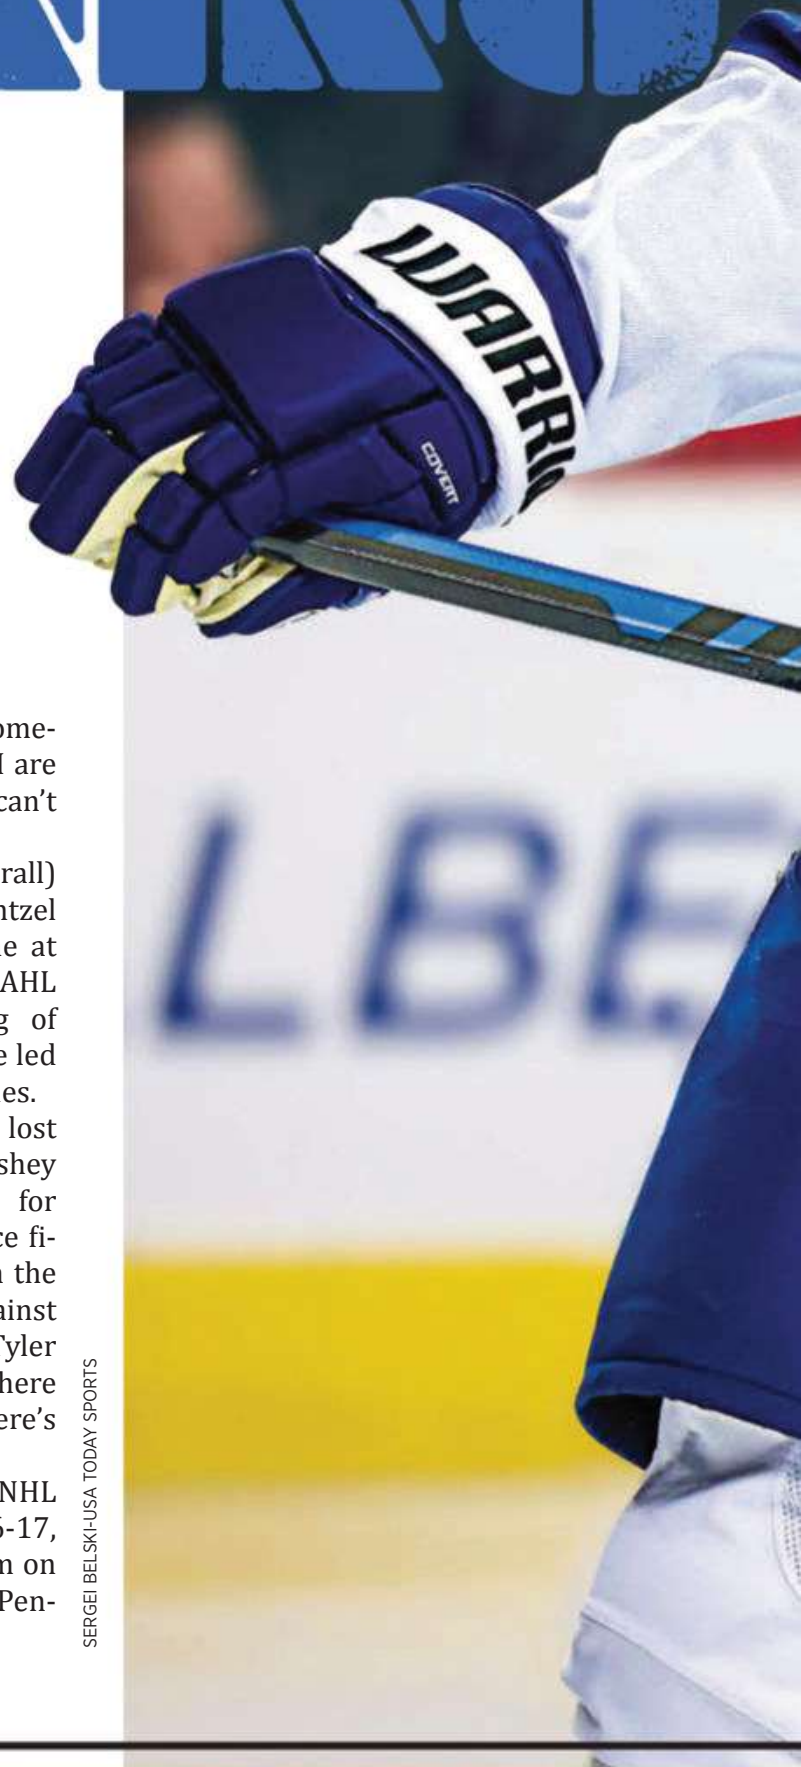 WARRIO
COVERT
LBE
ome-
I are
can't
rall)
ntzel
e at
AHL
g of
e led
es.
lost
shey
for
ce fi-
n the
ainst
Tyler
here
ere's
NHL
6-17,
m on
Pen-
SERGEI BELSKI-USA TODAY SPORTS